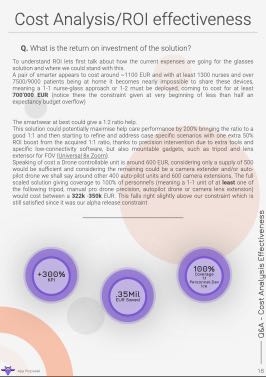 Cost Analysis/ROI effectiveness
Q. What is the return on investment of the solution?
To understand ROI lets first talk about how the current expenses are going for the glasses
solution and where we could stand with this.
A pair of smarter appears to cost around ~1100 EUR and with at least 1300 nurses and over
7500/9000 patients being at home it becomes nearly impossible to share these devices,
meaning a 1-1 nurse-glasses approach or 1-2 must be deployed, coming to cost for at least
700'000 EUR (notice there the constraint given at very beginning of less than half an
expectancy budget overflow)
The smartseat at best could give a 1:2 ratio help.
This solution could potentially maximise help care performance by 200% bringing the ratio to a
good 1:1 and then starting to refine and address case specific scenarios with one extra 50%
ROI boost from the acquired 1:1 ratio, thanks to precision intervention due to extra tools and
specific low-connectivity software, but also mountable gadgets, such as tripod and lens
extensor for FOV (Universal 8x Zoom).
Speaking of cost a Drone controllable unit is around 600 EUR, considering only a supply of 500
would be sufficient and considering the remaining could be a camera extender and/or auto-
pilot drone we shall say around other 400 auto-pilot units and 600 camera extensions. The full
scaled solution giving coverage to 100% of personnel's (meaning a 1-1 unit of at least one of
the following tripod, manual pro drone precision, autopilot drone or camera lens extension)
would cost between a 322k -350k EUR. This falls right slightly above our constraint which is
still satisfied since it was our alpha release constraint
+300%
KPI
.35Mil
EUR Saved
100%
Coverage
Personnel Dev
Q&A - Cost Analysis Effectiveness
15